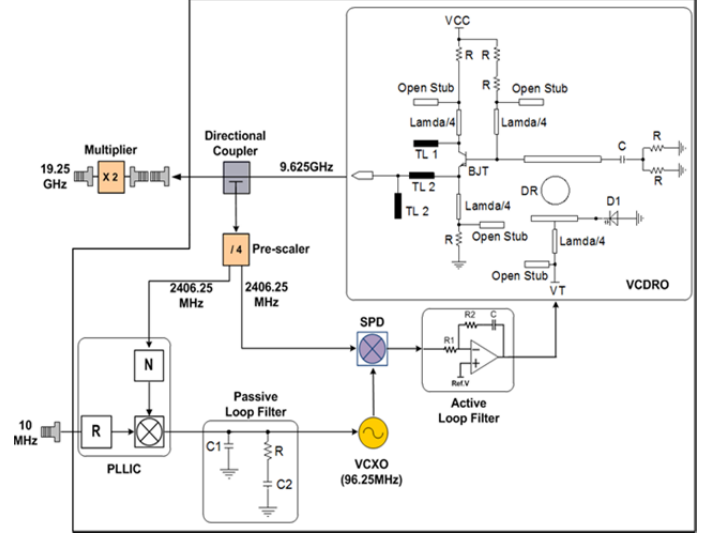 VCC
R
R
R
Open Stub
Open Stub
Lamda/4
Lamda/4
TL 1
BJT
C
R
R
TL 2
TL 2
DR
D1
Lamda/4
Open Stub
R
Lamda/4
Open Stub
VT
VCDRO
Directional
Coupler
9.625GHz
Multiplier
19.25
GHz
X 2
/ 4
Pre-scaler
2406.25
MHz
2406.25
MHz
SPD
R2
C
R1
Ref.V
Active
Loop Filter
N
10
MHz
R
PLLIC
Passive
Loop Filter
C1
R
C2
VCXO
(96.25MHz)